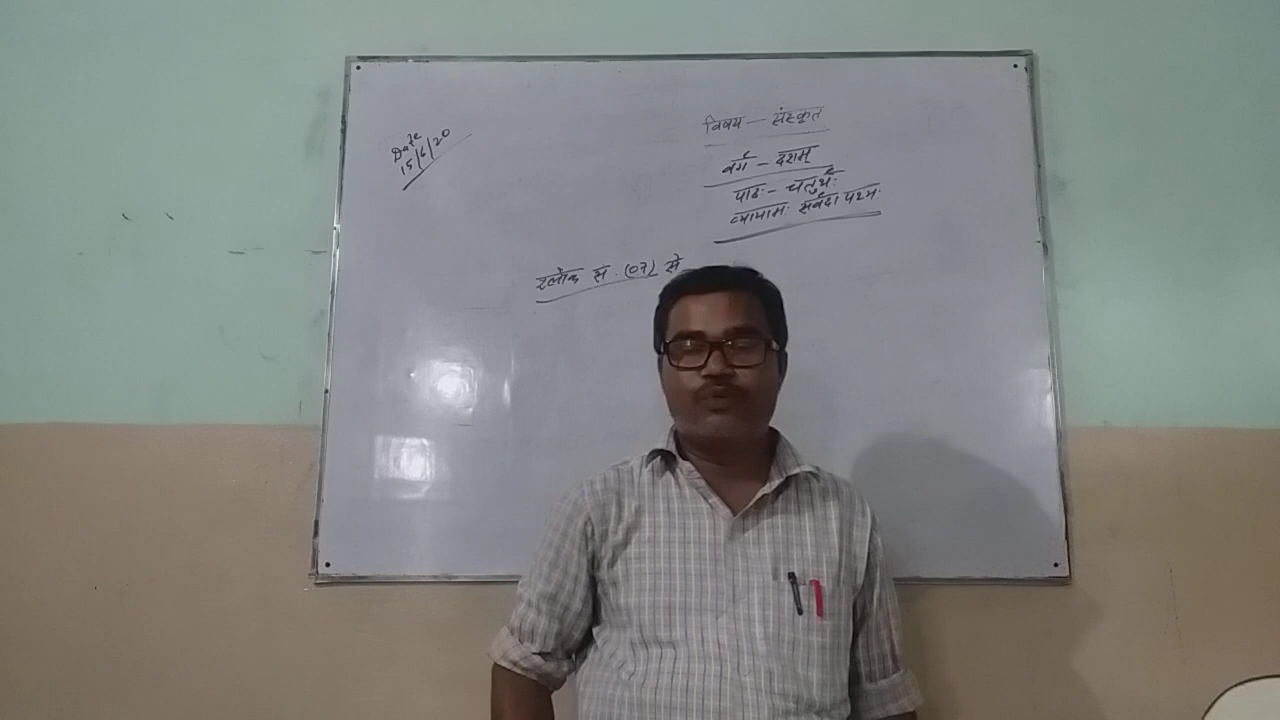 Date
15/6/20
विषय – संस्कृत
वर्ग – दशम्
पाठः – चतुर्थः
व्यायामः सर्वदा पथ्यः
श्लोक सं. (07) से